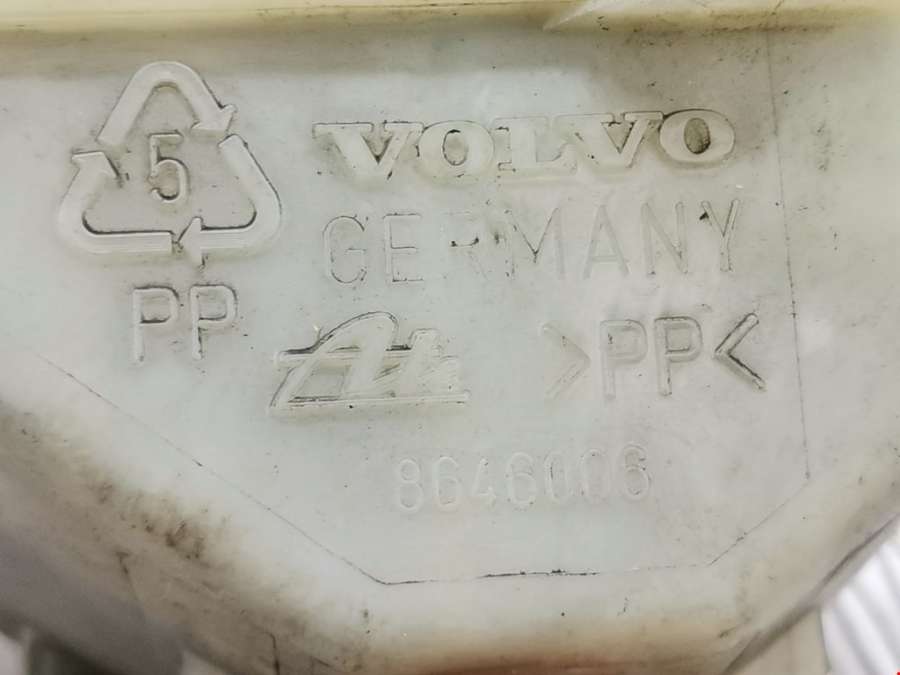 5
VOLVO
GERMANY
PP
>PP<
8646006